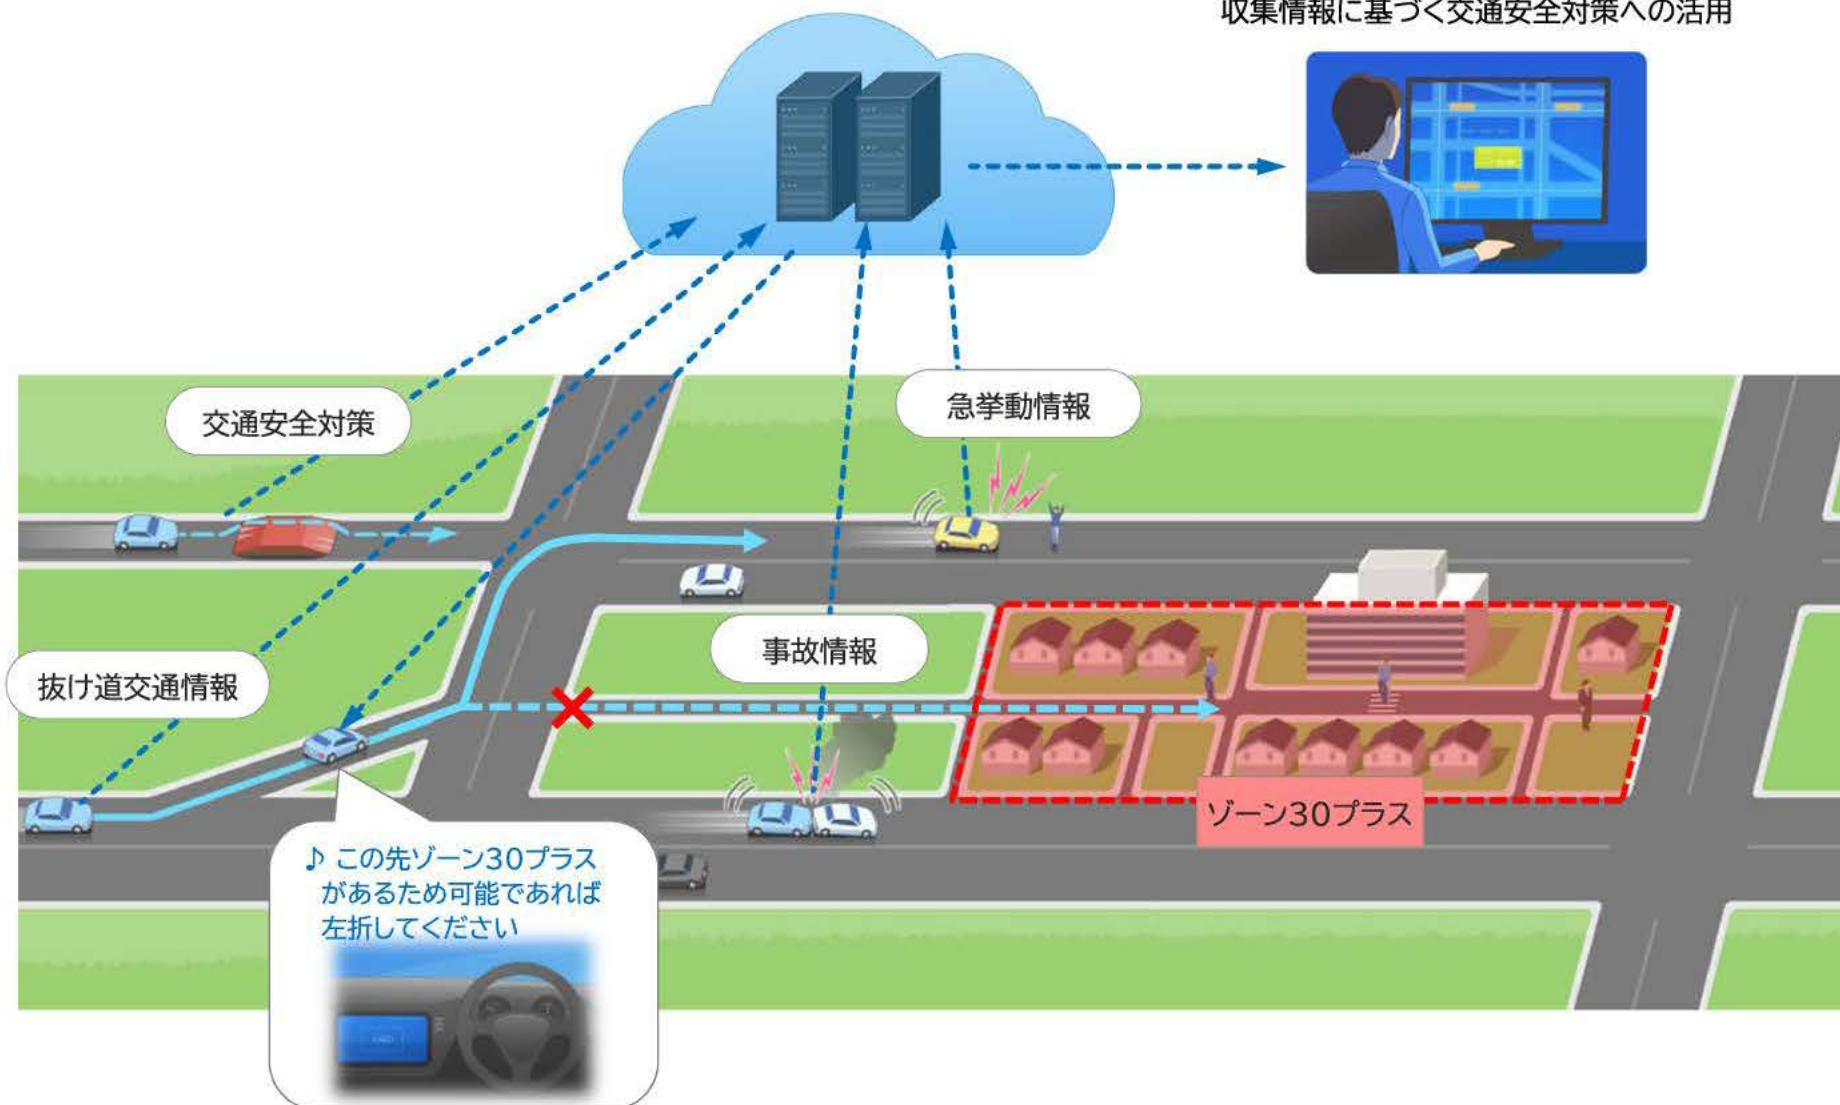 収集情報に基づく交通安全対策への活用
交通安全対策
急挙動情報
事故情報
抜け道交通情報
ゾーン30プラス
♪ この先ゾーン30プラス
があるため可能であれば
左折してください